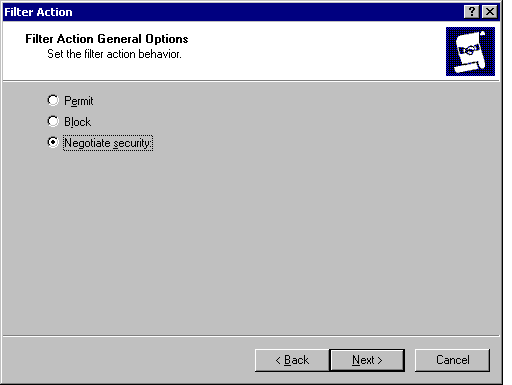 Filter Action
Filter Action General Options
Set the filter action behavior.
Permit
Block
Negotiate security:
< Back
Next >
Cancel